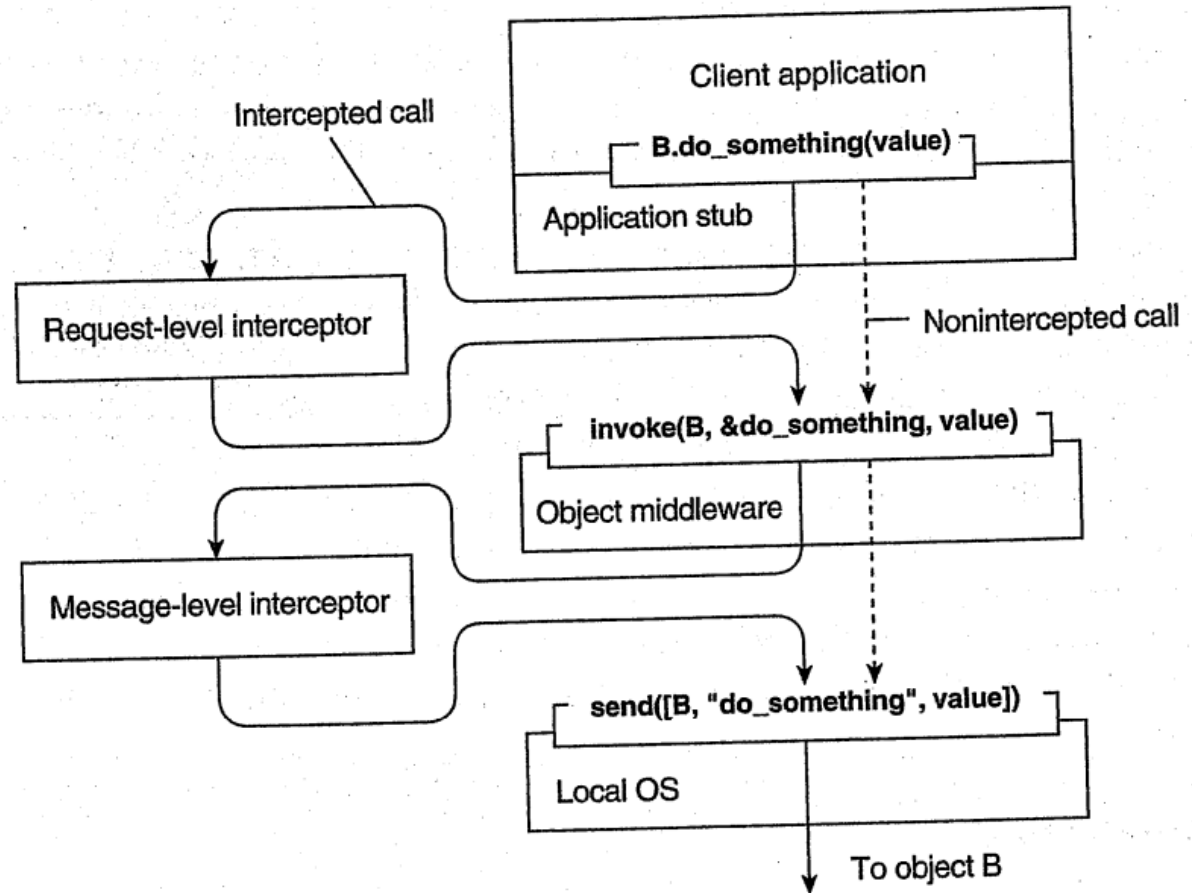 Client application
Intercepted call
B.do_something(value)
Application stub
Request-level interceptor
Nonintercepted call
invoke(B, &do_something, value)
Object middleware
Message-level interceptor
send([B, "do_something", value])
Local OS
To object B